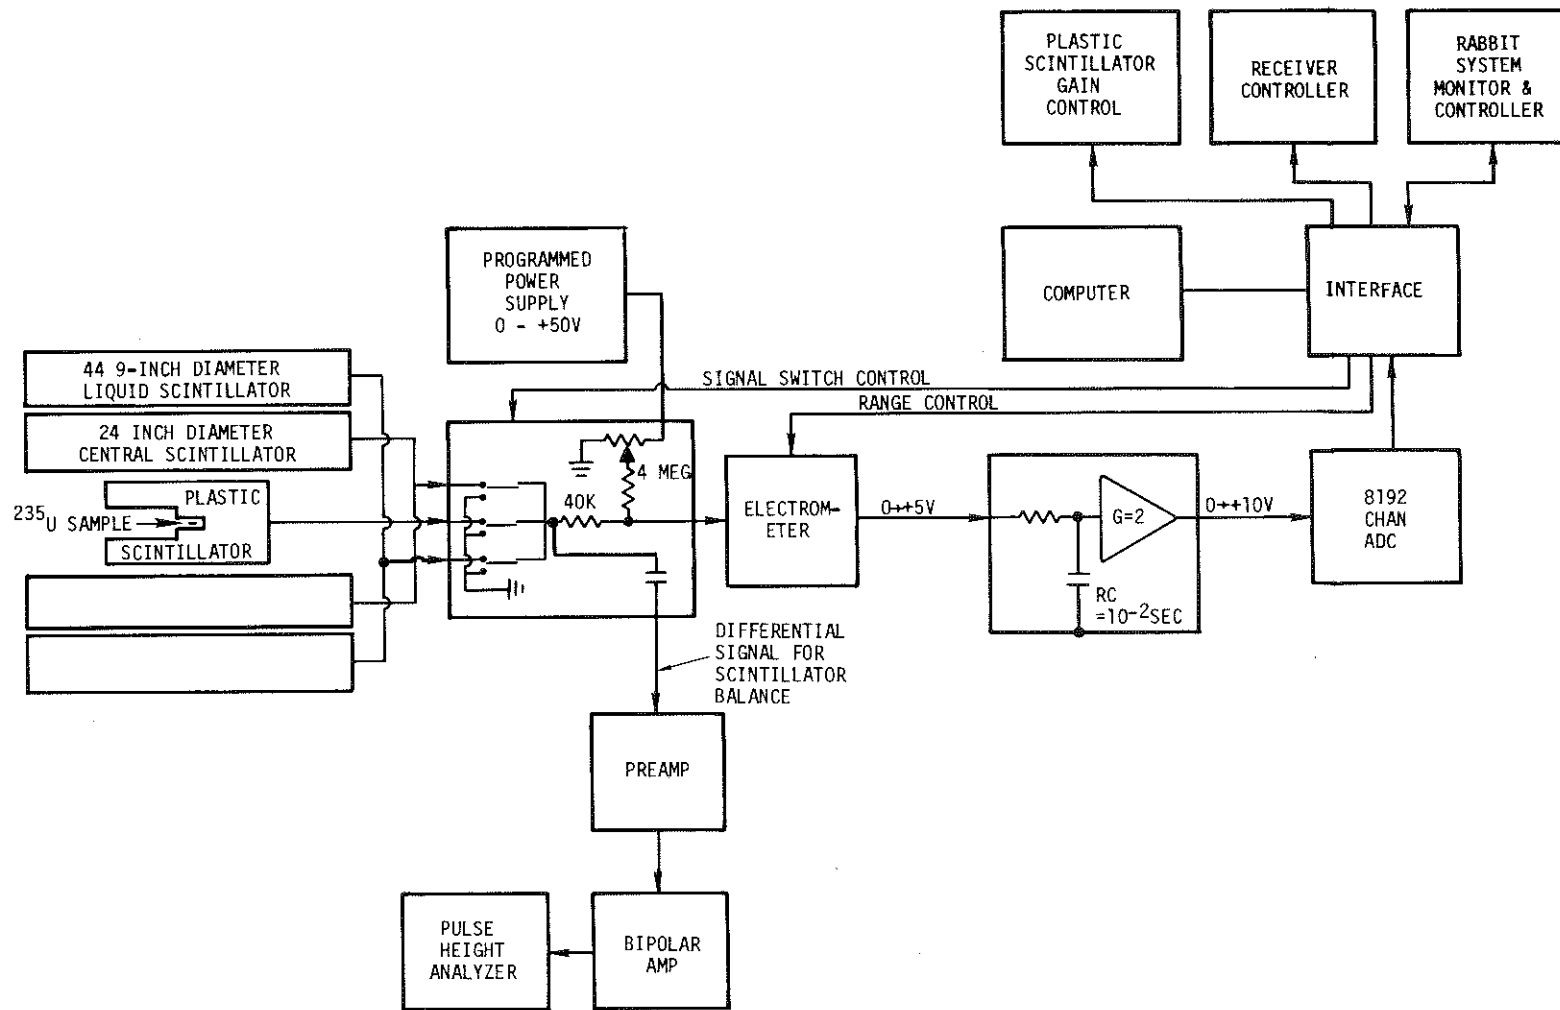 PLASTIC
SCINTILLATOR
GAIN
CONTROL
RECEIVER
CONTROLLER
RABBIT
SYSTEM
MONITOR &
CONTROLLER
PROGRAMMED
POWER
SUPPLY
0 - +50V
COMPUTER
INTERFACE
44 9-INCH DIAMETER
LIQUID SCINTILLATOR
24 INCH DIAMETER
CENTRAL SCINTILLATOR
SIGNAL SWITCH CONTROL
RANGE CONTROL
PLASTIC
235U SAMPLE
SCINTILLATOR
4 MEG
40K
ELECTROM-
ETER
0→+5V
G=2
0→+10V
8192
CHAN
ADC
RC
=10-2SEC
DIFFERENTIAL
SIGNAL FOR
SCINTILLATOR
BALANCE
PREAMP
PULSE
HEIGHT
ANALYZER
BIPOLAR
AMP